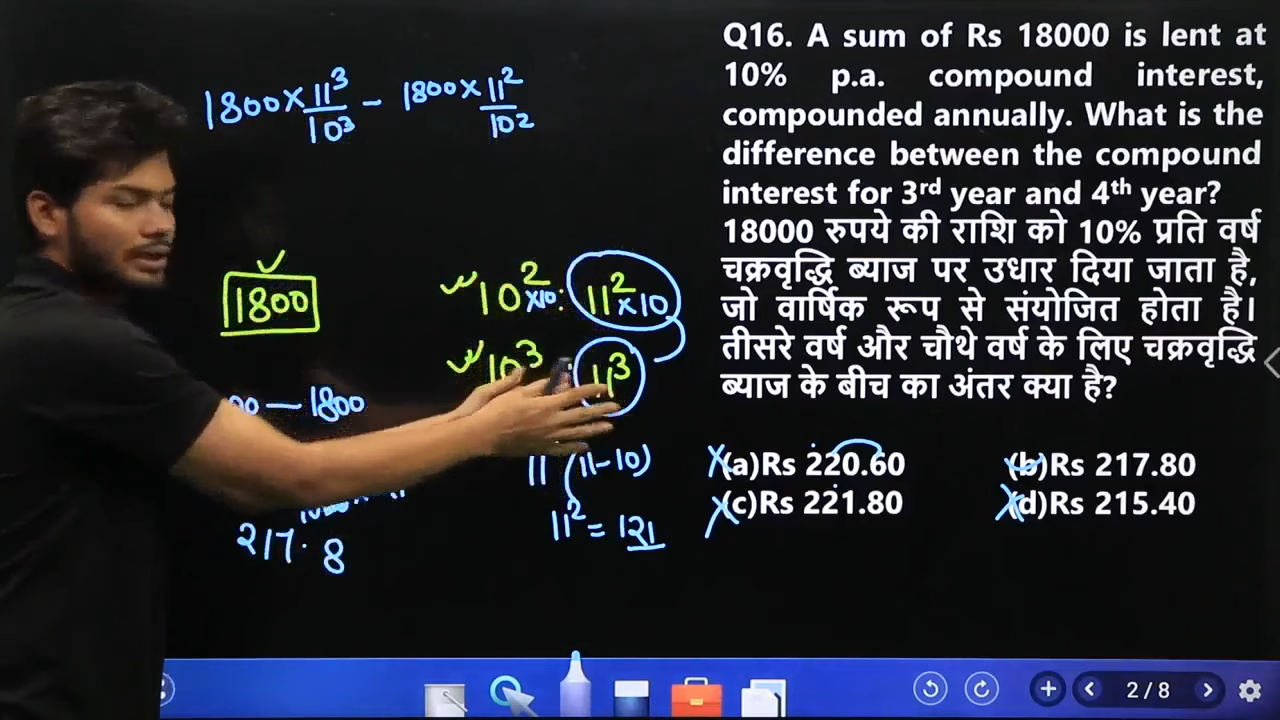 Q16. A sum of Rs 18000 is lent at
10% p.a. compound interest,
compounded annually. What is the
difference between the compound
interest for 3rd year and 4th year?
18000 रुपये की राशि को 10% प्रति वर्ष
चक्रवृद्धि ब्याज पर उधार दिया जाता है,
जो वार्षिक रूप से संयोजित होता है।
तीसरे वर्ष और चौथे वर्ष के लिए चक्रवृद्धि
ब्याज के बीच का अंतर क्या है?
(a)Rs 220.60 (b)Rs 217.80
(c)Rs 221.80 (d)Rs 215.40
1800 × 11³/10³ − 1800 × 11²/10²
1800
10² ×10 : 11² ×10
10³ : 11³
00 — 1800
11² (11−10)
11² = 121
217.8
2 / 8